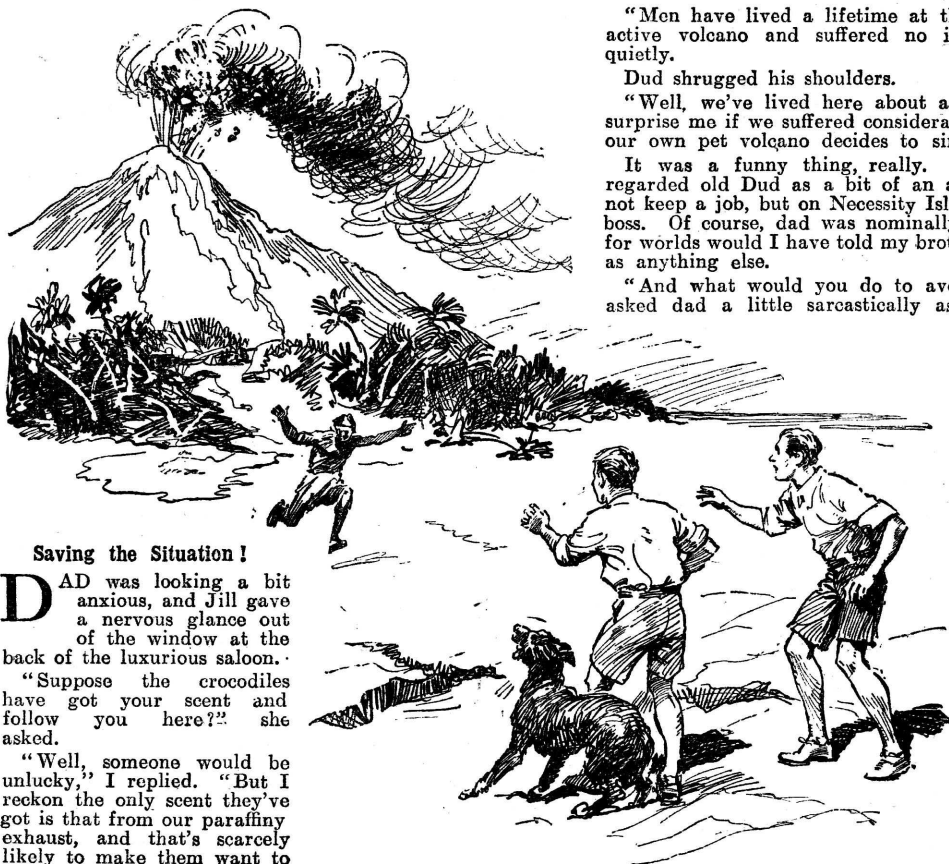 Saving the Situation!
DAD was looking a bit
anxious, and Jill gave
a nervous glance out
of the window at the
back of the luxurious saloon.
"Suppose the crocodiles
have got your scent and
follow you here?" she
asked.
"Well, someone would be
unlucky," I replied. "But I
reckon the only scent they've
got is that from our paraffiny
exhaust, and that's scarcely
likely to make them want to
"Men have lived a lifetime at t
active volcano and suffered no i
quietly.
Dud shrugged his shoulders.
"Well, we've lived here about a
surprise me if we suffered considera
our own pet volcano decides to si
It was a funny thing, really.
regarded old Dud as a bit of an a
not keep a job, but on Necessity Isl
boss. Of course, dad was nominall
for worlds would I have told my brot
as anything else.
"And what would you do to av
asked dad a little sarcastically a